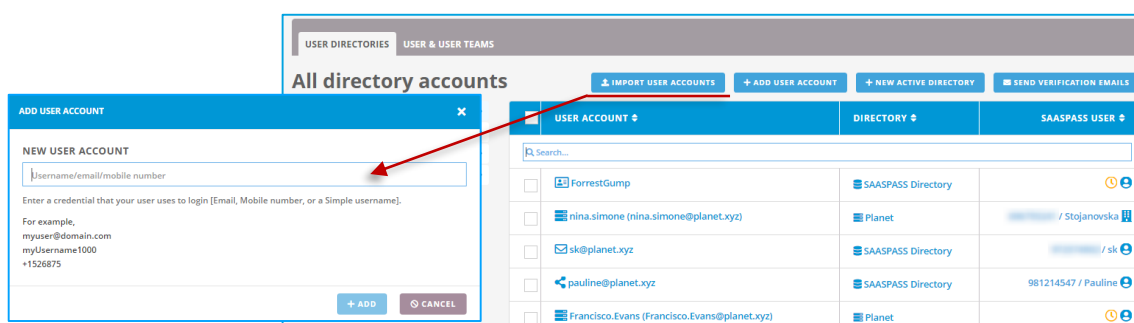 USER DIRECTORIES USER & USER TEAMS
All directory accounts
IMPORT USER ACCOUNTS + ADD USER ACCOUNT + NEW ACTIVE DIRECTORY SEND VERIFICATION EMAILS
USER ACCOUNT DIRECTORY SAASPASS USER
Search...
ForrestGump SAASPASS Directory
nina.simone (nina.simone@planet.xyz) Planet / Stojanovska
sk@planet.xyz SAASPASS Directory / sk
pauline@planet.xyz SAASPASS Directory 981214547 / Pauline
Francisco.Evans (Francisco.Evans@planet.xyz) Planet
ADD USER ACCOUNT ×
NEW USER ACCOUNT
Username/email/mobile number
Enter a credential that your user uses to login [Email, Mobile number, or a Simple username].
For example,
myuser@domain.com
myUsername1000
+1526875
+ ADD CANCEL